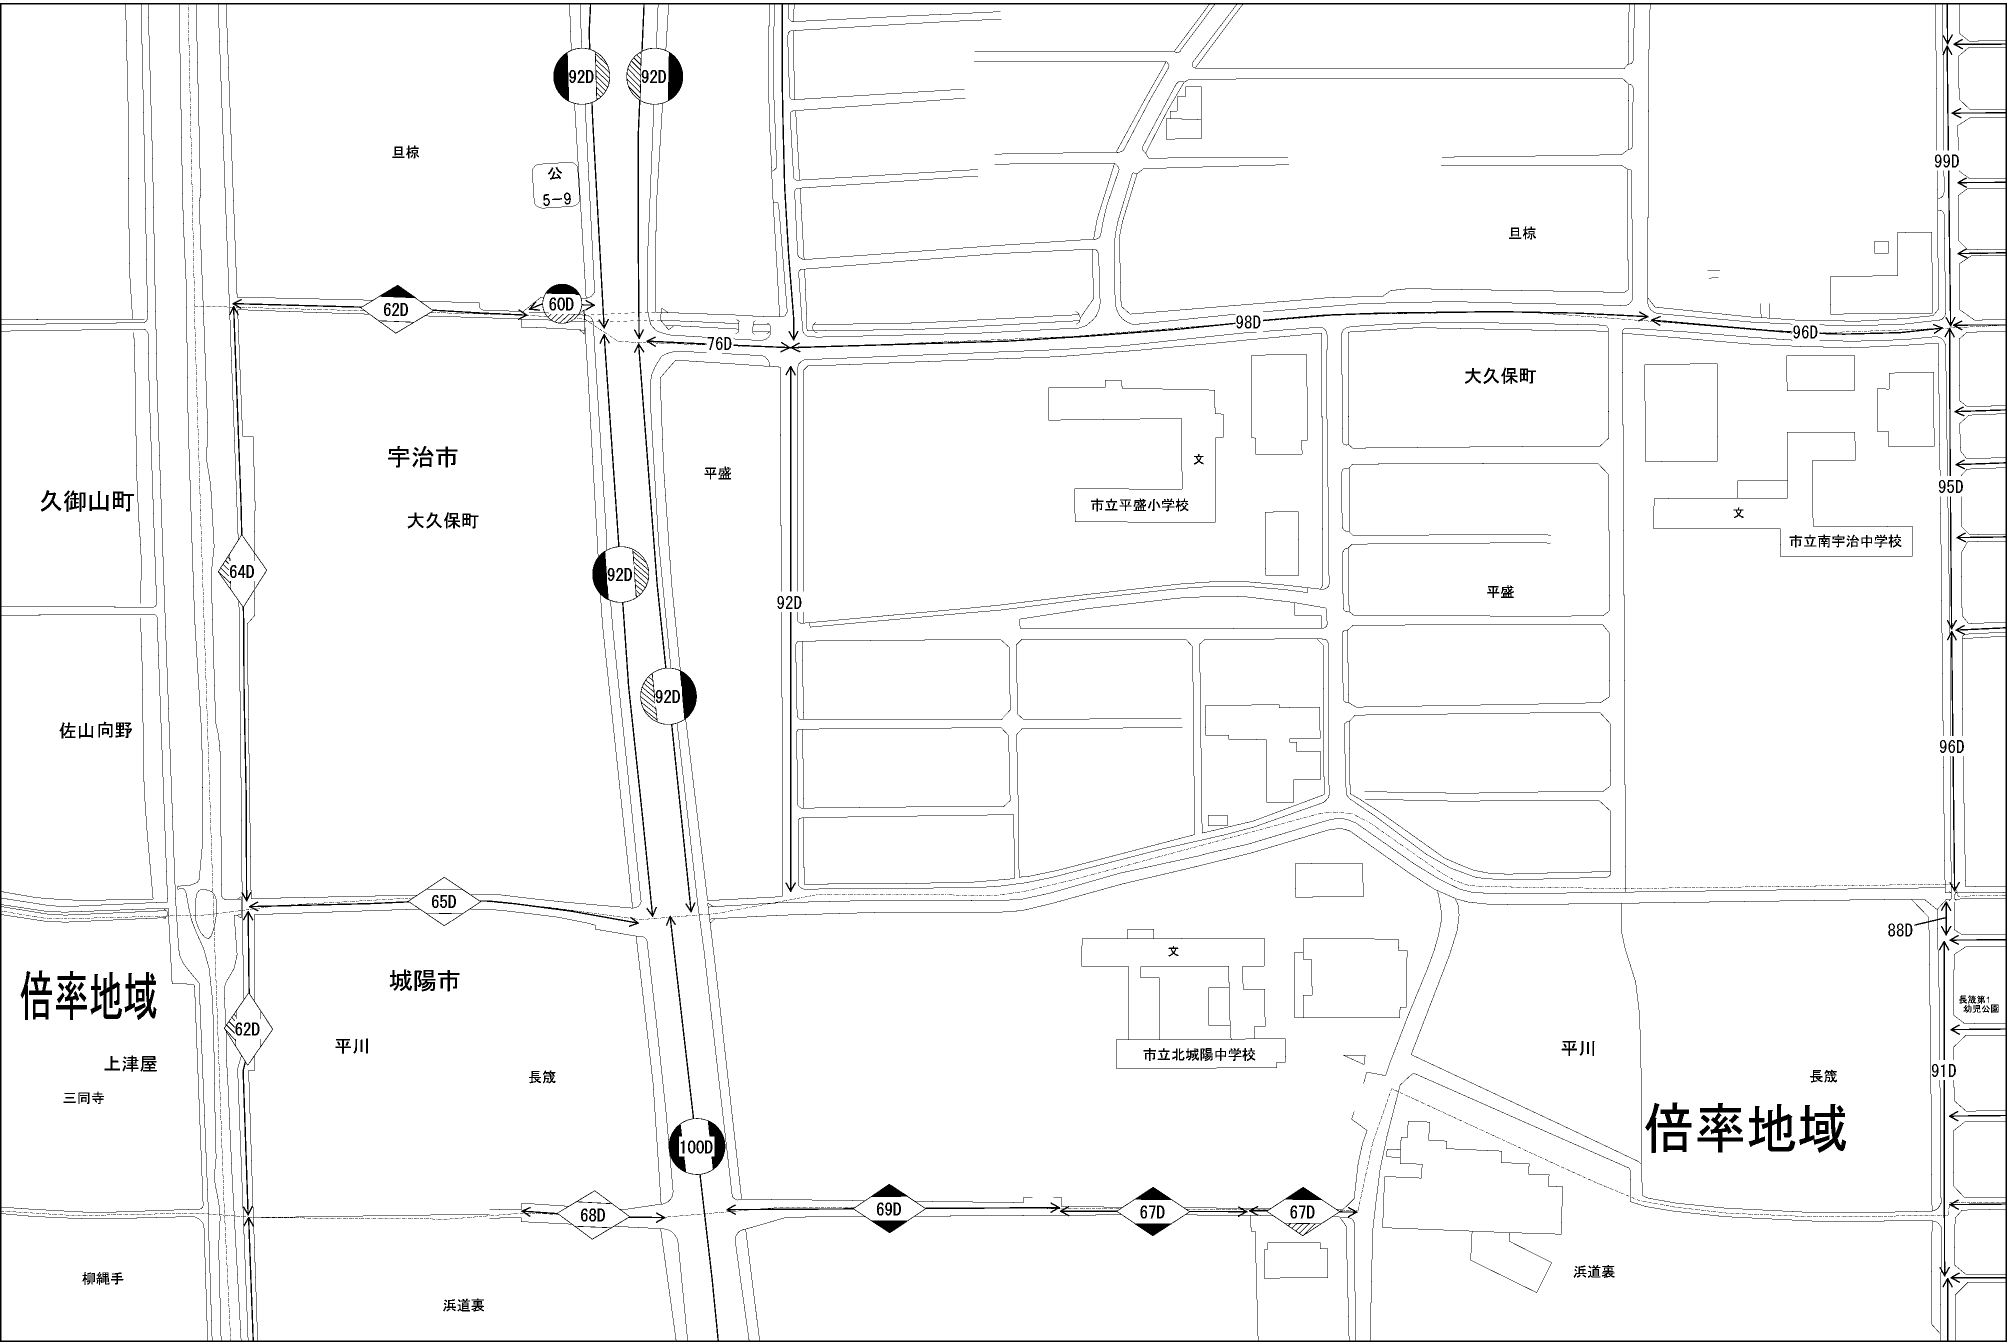 92D
92D
旦椋
公
5-9
99D
旦椋
62D
60D
76D
98D
96D
大久保町
宇治市
大久保町
久御山町
平盛
文
市立平盛小学校
95D
文
市立南宇治中学校
64D
92D
92D
平盛
92D
佐山向野
96D
65D
88D
文
城陽市
倍率地域
長筬第1
幼児公園
62D
平川
市立北城陽中学校
平川
上津屋
長筬
長筬
91D
三同寺
倍率地域
100D
68D
69D
67D
67D
柳縄手
浜道裏
浜道裏